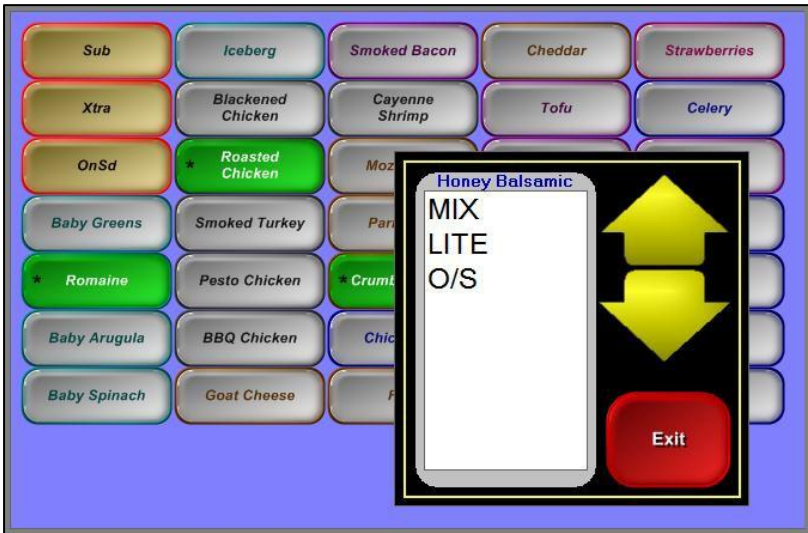 Sub
Iceberg
Smoked Bacon
Cheddar
Strawberries
Xtra
Blackened
Chicken
Cayenne
Shrimp
Tofu
Celery
OnSd
* Roasted
Chicken
Baby Greens
Smoked Turkey
* Romaine
Pesto Chicken
Baby Arugula
BBQ Chicken
Baby Spinach
Goat Cheese
Honey Balsamic
MIX
LITE
O/S
Exit